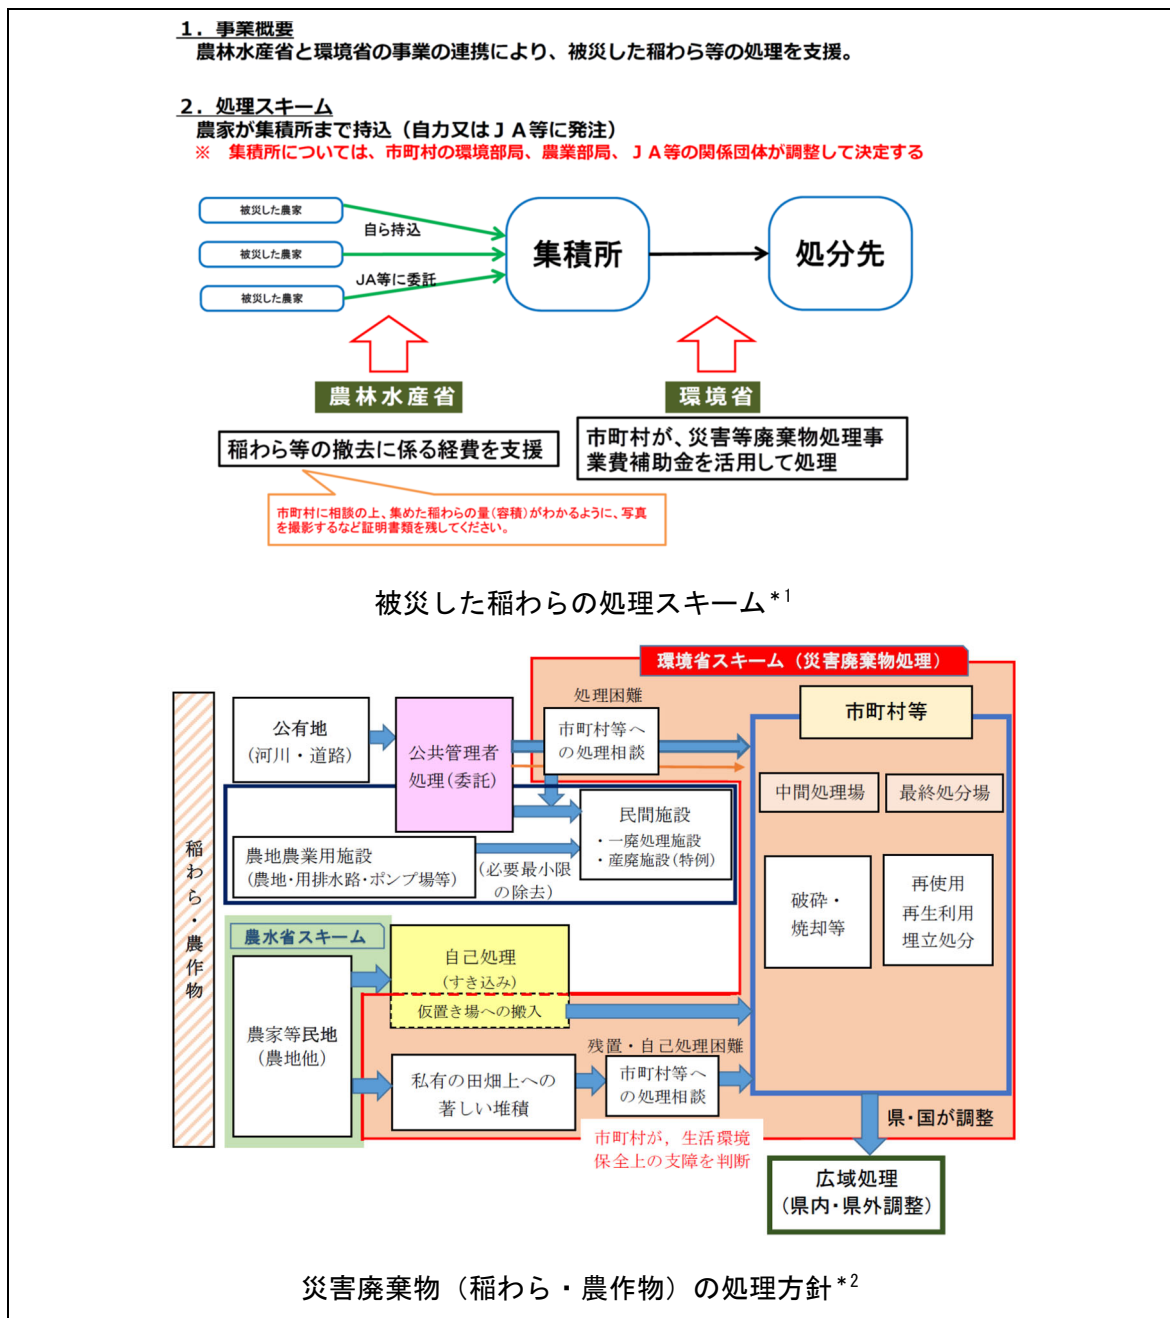 １．事業概要
農林水産省と環境省の事業の連携により、被災した稲わら等の処理を支援。
２．処理スキーム
農家が集積所まで持込（自力又はＪＡ等に発注）
※　集積所については、市町村の環境部局、農業部局、ＪＡ等の関係団体が調整して決定する
被災した農家
自ら持込
被災した農家
JA等に委託
被災した農家
集積所
処分先
農林水産省
環境省
稲わら等の撤去に係る経費を支援
市町村が、災害等廃棄物処理事
業費補助金を活用して処理
市町村に相談の上、集めた稲わらの量（容積）がわかるように、写真
を撮影するなど証明書類を残してください。
被災した稲わらの処理スキーム*1
環境省スキーム（災害廃棄物処理）
稲わら・農作物
公有地
（河川・道路）
公共管理者
処理（委託）
処理困難
市町村等へ
の処理相談
市町村等
中間処理場
最終処分場
農地農業用施設
（農地・用排水路・ポンプ場等）
（必要最小限
の除去）
民間施設
・一廃処理施設
・産廃施設（特例）
破砕・
焼却等
再使用
再生利用
埋立処分
農水省スキーム
農家等民地
（農地他）
自己処理
（すき込み）
仮置き場への搬入
私有の田畑上への
著しい堆積
残置・自己処理困難
市町村等へ
の処理相談
市町村が，生活環境
保全上の支障を判断
県・国が調整
広域処理
（県内・県外調整）
災害廃棄物（稲わら・農作物）の処理方針*2